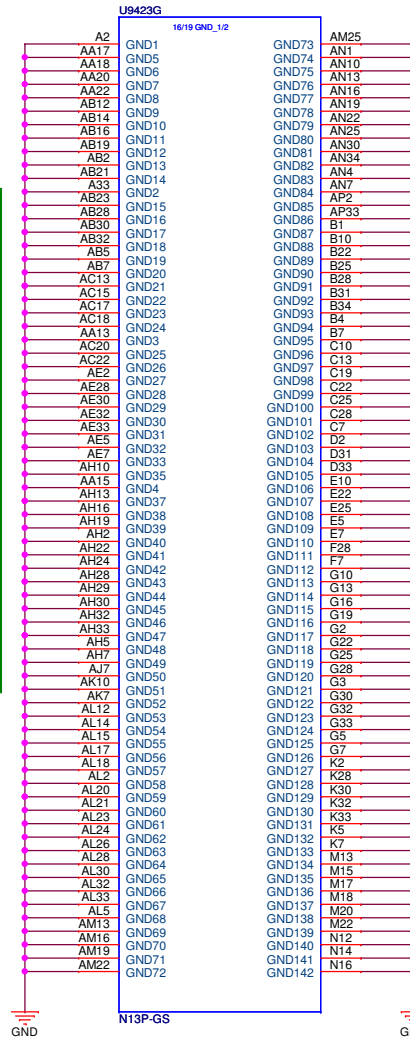 U9423G
16/19 GND_1/2
A2 GND1 GND73 AM25
AA17 GND5 GND74 AN1
AA18 GND6 GND75 AN10
AA20 GND7 GND76 AN13
AA22 GND8 GND77 AN16
AB12 GND9 GND78 AN19
AB14 GND10 GND79 AN22
AB16 GND11 GND80 AN25
AB19 GND12 GND81 AN30
AB2 GND13 GND82 AN34
AB21 GND14 GND83 AN4
A33 GND2 GND84 AN7
AB23 GND15 GND85 AP2
AB28 GND16 GND86 AP33
AB30 GND17 GND87 B1
AB32 GND18 GND88 B10
AB5 GND19 GND89 B22
AB7 GND20 GND90 B25
AC13 GND21 GND91 B28
AC15 GND22 GND92 B31
AC17 GND23 GND93 B34
AC18 GND24 GND94 B4
AA13 GND3 GND95 B7
AC20 GND25 GND96 C10
AC22 GND26 GND97 C13
AE2 GND27 GND98 C19
AE28 GND28 GND99 C22
AE30 GND29 GND100 C25
AE32 GND30 GND101 C28
AE33 GND31 GND102 C7
AE5 GND32 GND103 D2
AE7 GND33 GND104 D31
AH10 GND35 GND105 D33
AA15 GND4 GND106 E10
AH13 GND37 GND107 E22
AH16 GND38 GND108 E25
AH19 GND39 GND109 E5
AH2 GND40 GND110 E7
AH22 GND41 GND111 F28
AH24 GND42 GND112 F7
AH28 GND43 GND113 G10
AH29 GND44 GND114 G13
AH30 GND45 GND115 G16
AH32 GND46 GND116 G19
AH33 GND47 GND117 G2
AH5 GND48 GND118 G22
AH7 GND49 GND119 G25
AJ7 GND50 GND120 G28
AK10 GND51 GND121 G3
AK7 GND52 GND122 G30
AL12 GND53 GND123 G32
AL14 GND54 GND124 G33
AL15 GND55 GND125 G5
AL17 GND56 GND126 G7
AL18 GND57 GND127 K2
AL2 GND58 GND128 K28
AL20 GND59 GND129 K30
AL21 GND60 GND130 K32
AL23 GND61 GND131 K33
AL24 GND62 GND132 K5
AL26 GND63 GND133 K7
AL28 GND64 GND134 M13
AL30 GND65 GND135 M15
AL32 GND66 GND136 M17
AL33 GND67 GND137 M18
AL5 GND68 GND138 M20
AM13 GND69 GND139 M22
AM16 GND70 GND140 N12
AM19 GND71 GND141 N14
AM22 GND72 GND142 N16
N13P-GS
GND